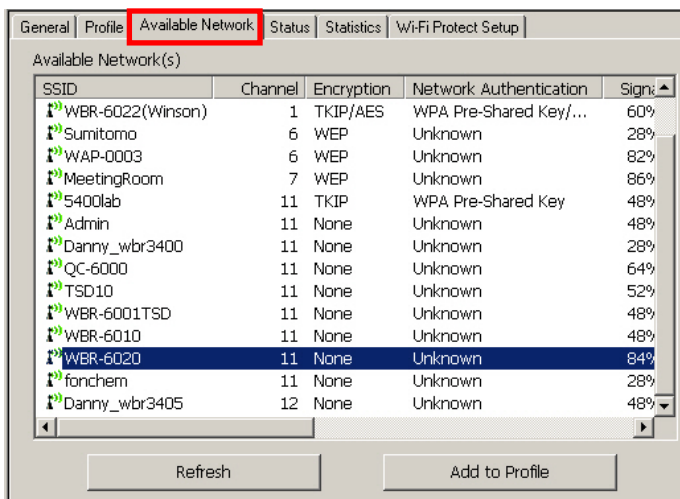 General Profile Available Network Status Statistics Wi-Fi Protect Setup
Available Network(s)
SSID Channel Encryption Network Authentication Signa
WBR-6022(Winson) 1 TKIP/AES WPA Pre-Shared Key/... 60%
Sumitomo 6 WEP Unknown 28%
WAP-0003 6 WEP Unknown 82%
MeetingRoom 7 WEP Unknown 86%
5400lab 11 TKIP WPA Pre-Shared Key 48%
Admin 11 None Unknown 48%
Danny_wbr3400 11 None Unknown 28%
QC-6000 11 None Unknown 64%
TSD10 11 None Unknown 52%
WBR-6001TSD 11 None Unknown 48%
WBR-6010 11 None Unknown 48%
WBR-6020 11 None Unknown 84%
fonchem 11 None Unknown 28%
Danny_wbr3405 12 None Unknown 48%
Refresh Add to Profile